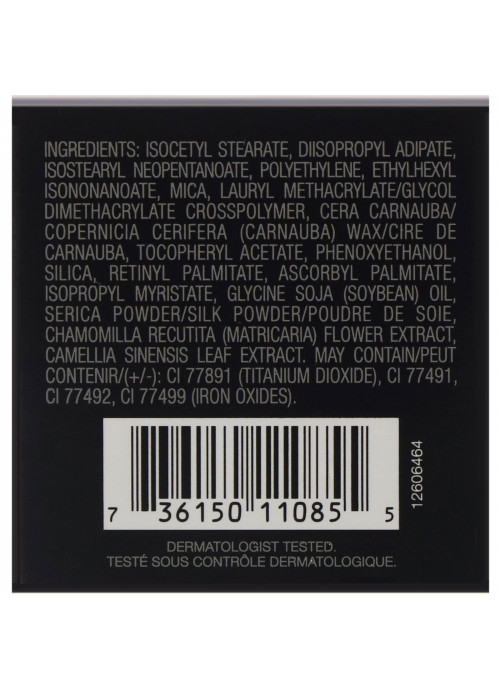 INGREDIENTS: ISOCETYL STEARATE, DIISOPROPYL ADIPATE,
ISOSTEARYL NEOPENTANOATE, POLYETHYLENE, ETHYLHEXYL
ISONONANOATE, MICA, LAURYL METHACRYLATE/GLYCOL
DIMETHACRYLATE CROSSPOLYMER, CERA CARNAUBA/
COPERNICIA CERIFERA (CARNAUBA) WAX/CIRE DE
CARNAUBA, TOCOPHERYL ACETATE, PHENOXYETHANOL,
SILICA, RETINYL PALMITATE, ASCORBYL PALMITATE,
ISOPROPYL MYRISTATE, GLYCINE SOJA (SOYBEAN) OIL,
SERICA POWDER/SILK POWDER/POUDRE DE SOIE,
CHAMOMILLA RECUTITA (MATRICARIA) FLOWER EXTRACT,
CAMELLIA SINENSIS LEAF EXTRACT. MAY CONTAIN/PEUT
CONTENIR/(+/-): CI 77891 (TITANIUM DIOXIDE), CI 77491,
CI 77492, CI 77499 (IRON OXIDES).
7 36150 11085 5
12606464
DERMATOLOGIST TESTED.
TESTÉ SOUS CONTRÔLE DERMATOLOGIQUE.